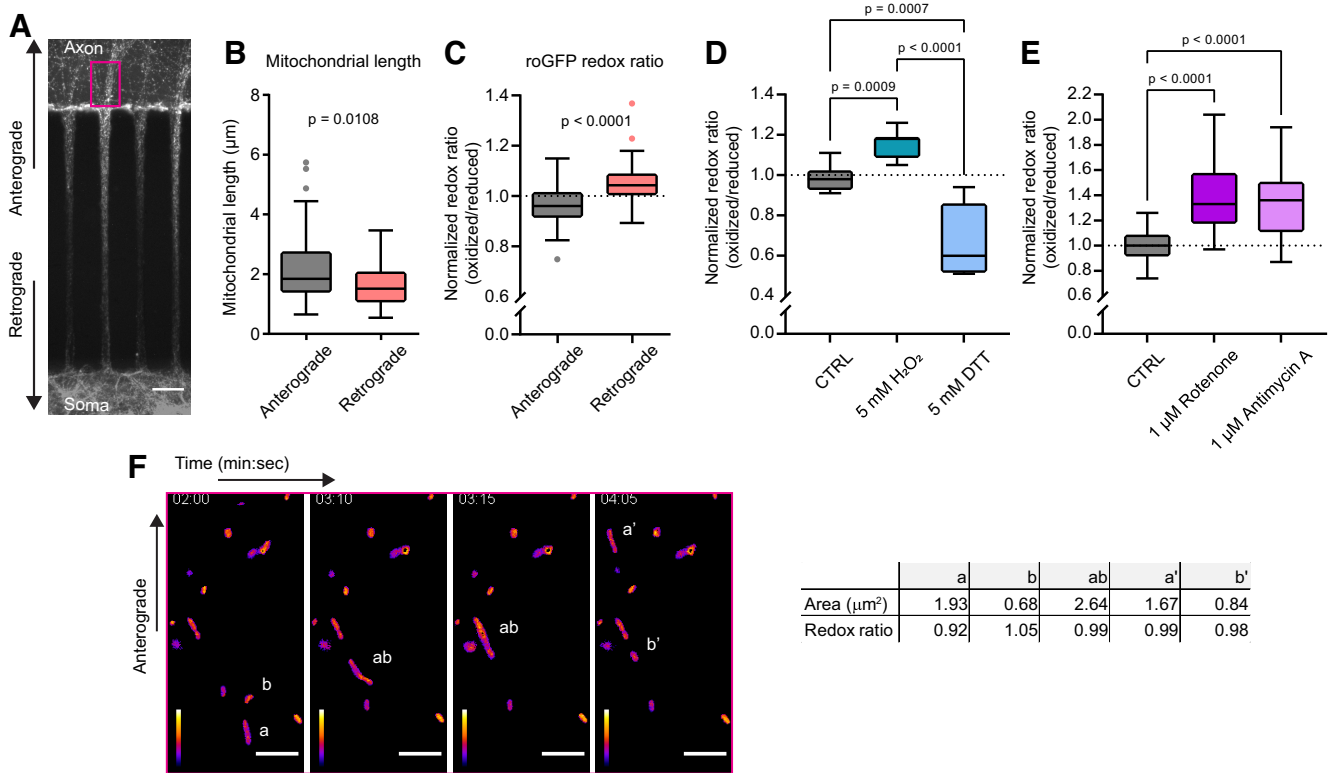 A
Axon
Anterograde
Retrograde
Soma
B
Mitochondrial length
Mitochondrial length (µm)
8
6
4
2
0
p = 0.0108
Anterograde
Retrograde
C
roGFP redox ratio
Normalized redox ratio
(oxidized/reduced)
1.4
1.2
1.0
0.8
0.6
0.0
p < 0.0001
Anterograde
Retrograde
D
Normalized redox ratio
(oxidized/reduced)
1.4
1.2
1.0
0.8
0.6
0.4
0.0
p = 0.0007
p < 0.0001
p = 0.0009
CTRL
5 mM H₂O₂
5 mM DTT
E
Normalized redox ratio
(oxidized/reduced)
2.2
2.0
1.8
1.6
1.4
1.2
1.0
0.8
0.6
0.0
p < 0.0001
p < 0.0001
CTRL
1 µM Rotenone
1 µM Antimycin A
F
Time (min:sec)
Anterograde
02:00
b
a
03:10
ab
03:15
ab
04:05
a'
b'
a b ab a' b'
Area (µm²) 1.93 0.68 2.64 1.67 0.84
Redox ratio 0.92 1.05 0.99 0.99 0.98